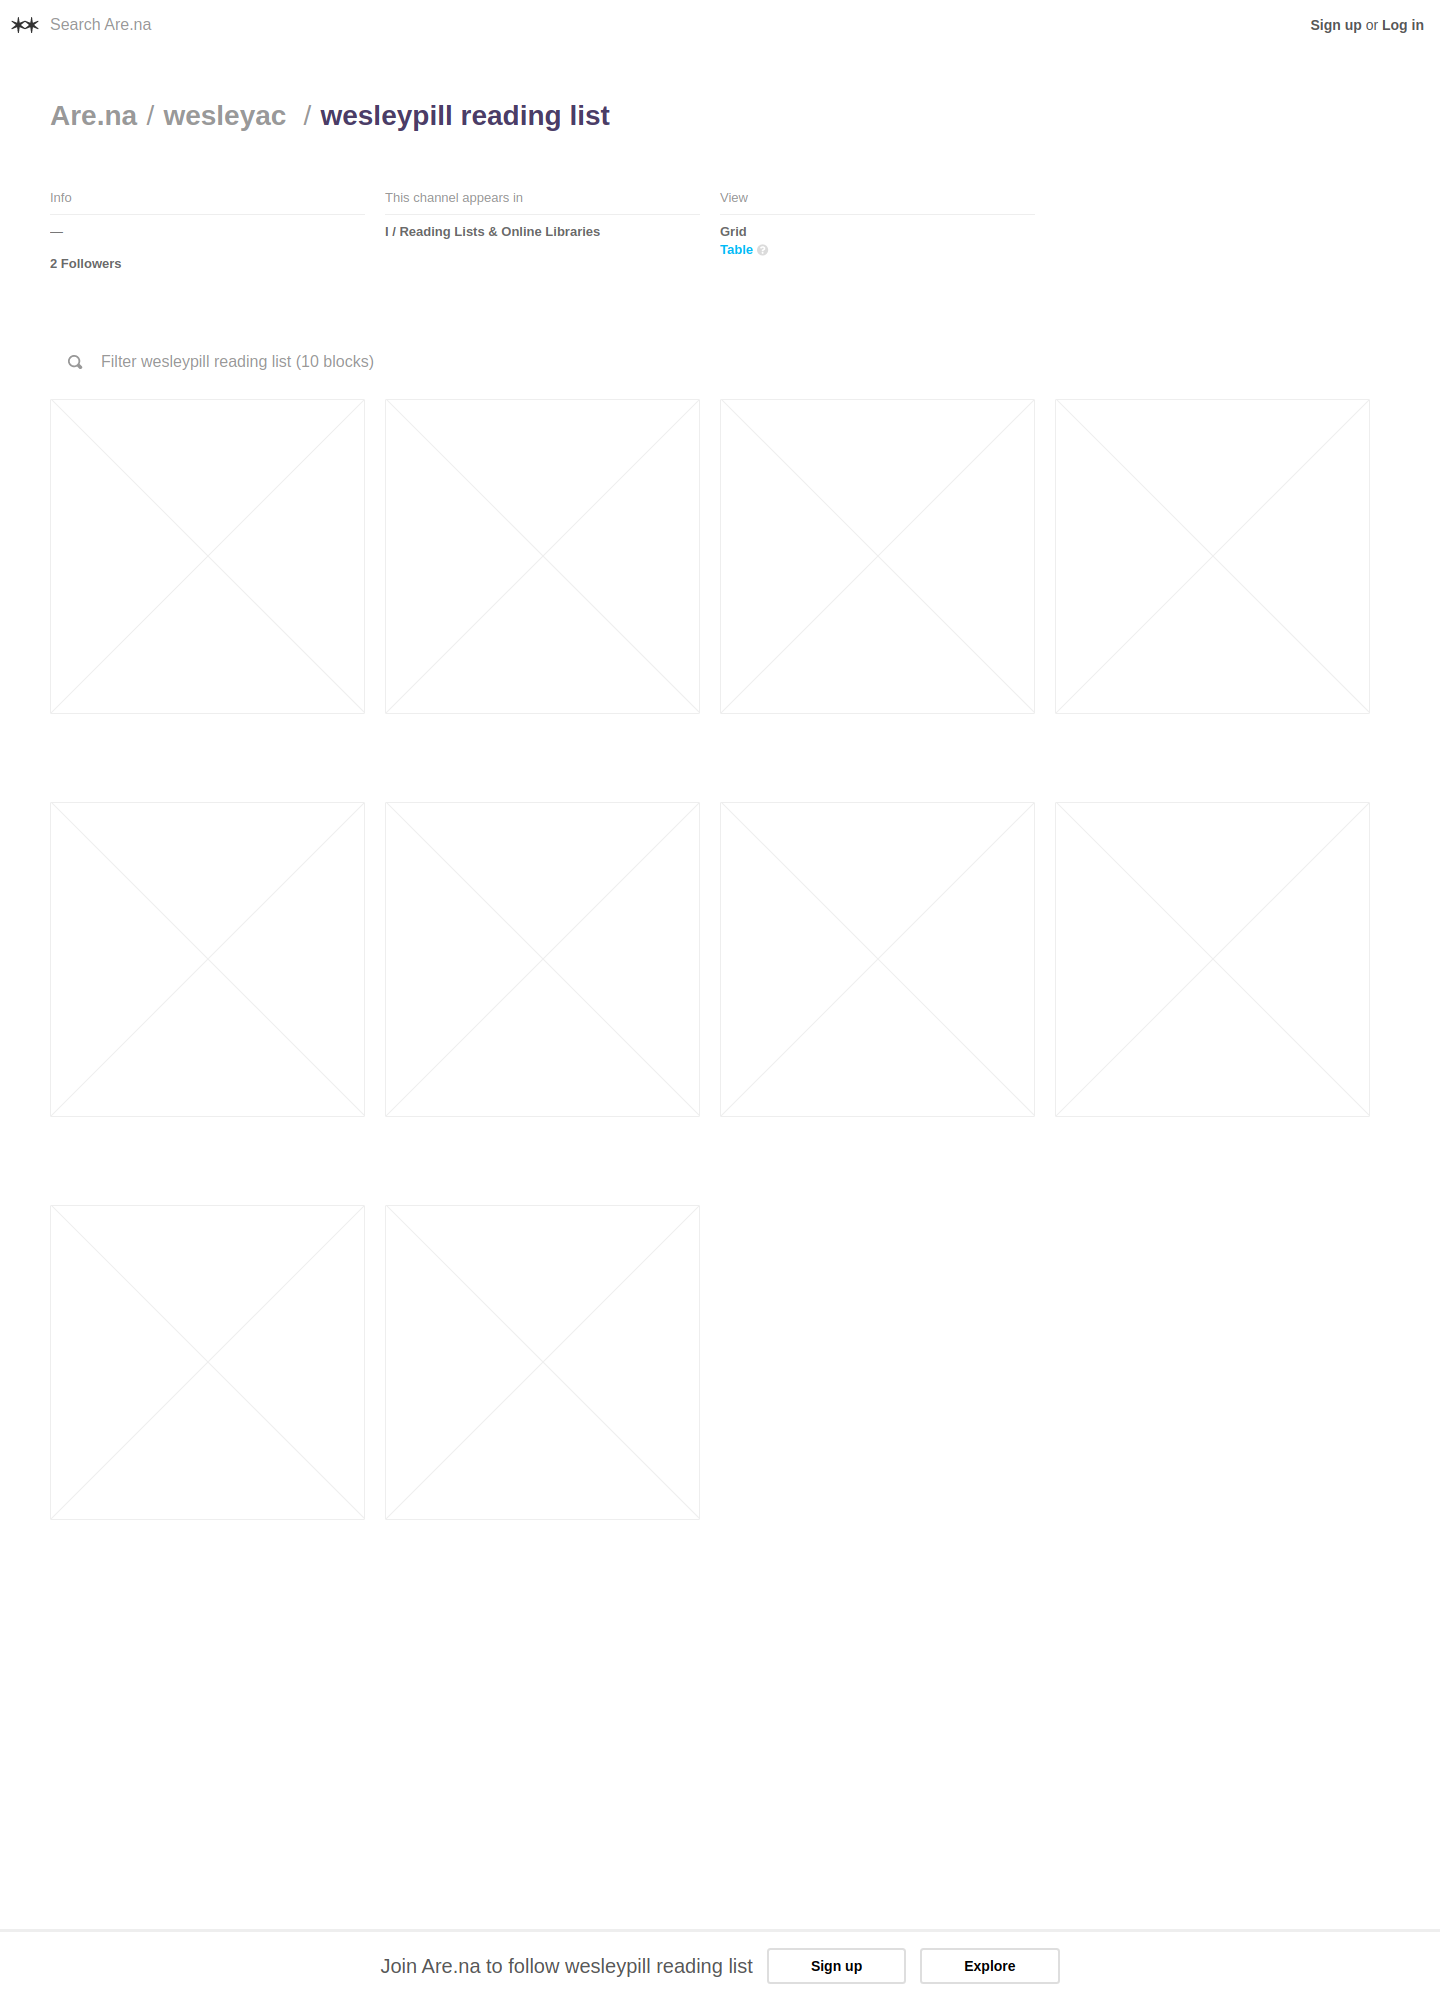 Search Are.na
Sign up or Log in
Are.na / wesleyac / wesleypill reading list
Info
—
2 Followers
This channel appears in
I / Reading Lists & Online Libraries
View
Grid
Table ?
Filter wesleypill reading list (10 blocks)
Join Are.na to follow wesleypill reading list
Sign up
Explore